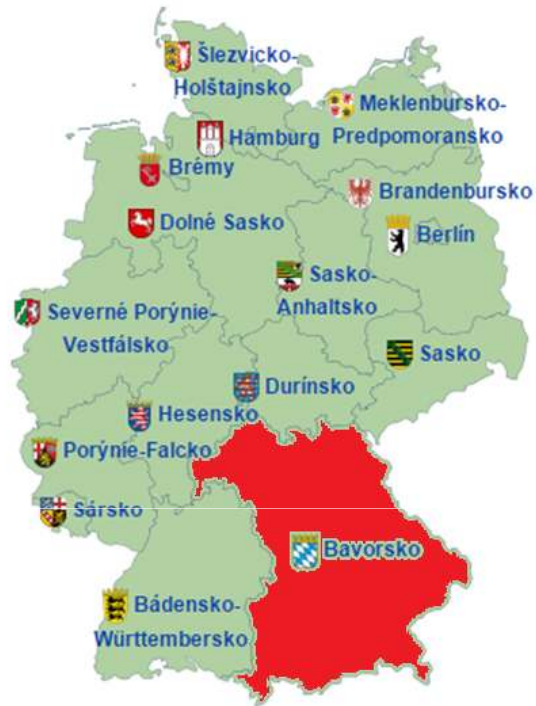 Šlezvicko-
Holštajnsko
Meklenbursko-
Predpomoransko
Hamburg
Brémy
Brandenbursko
Dolné Sasko
Berlín
Sasko-
Anhaltsko
Severné Porýnie-
Vestfálsko
Sasko
Durínsko
Hesensko
Porýnie-Falcko
Sársko
Bavorsko
Bádensko-
Württembersko